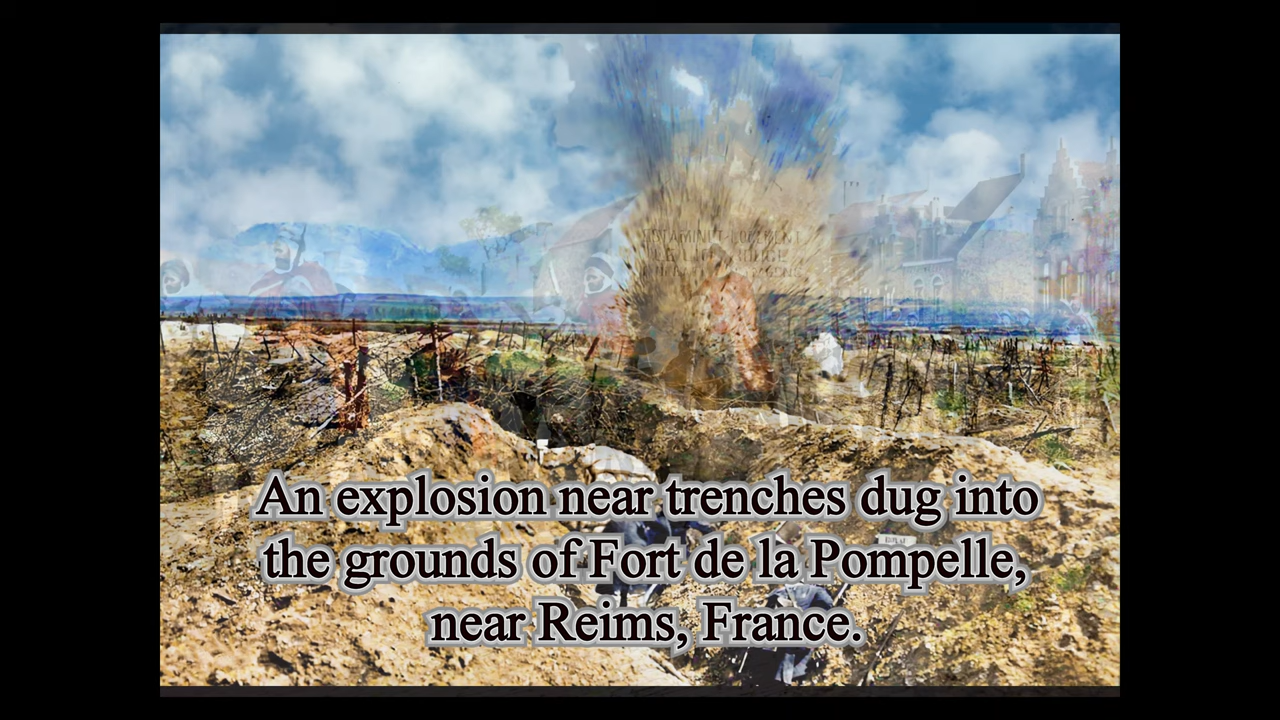 An explosion near trenches dug into
the grounds of Fort de la Pompelle,
near Reims, France.